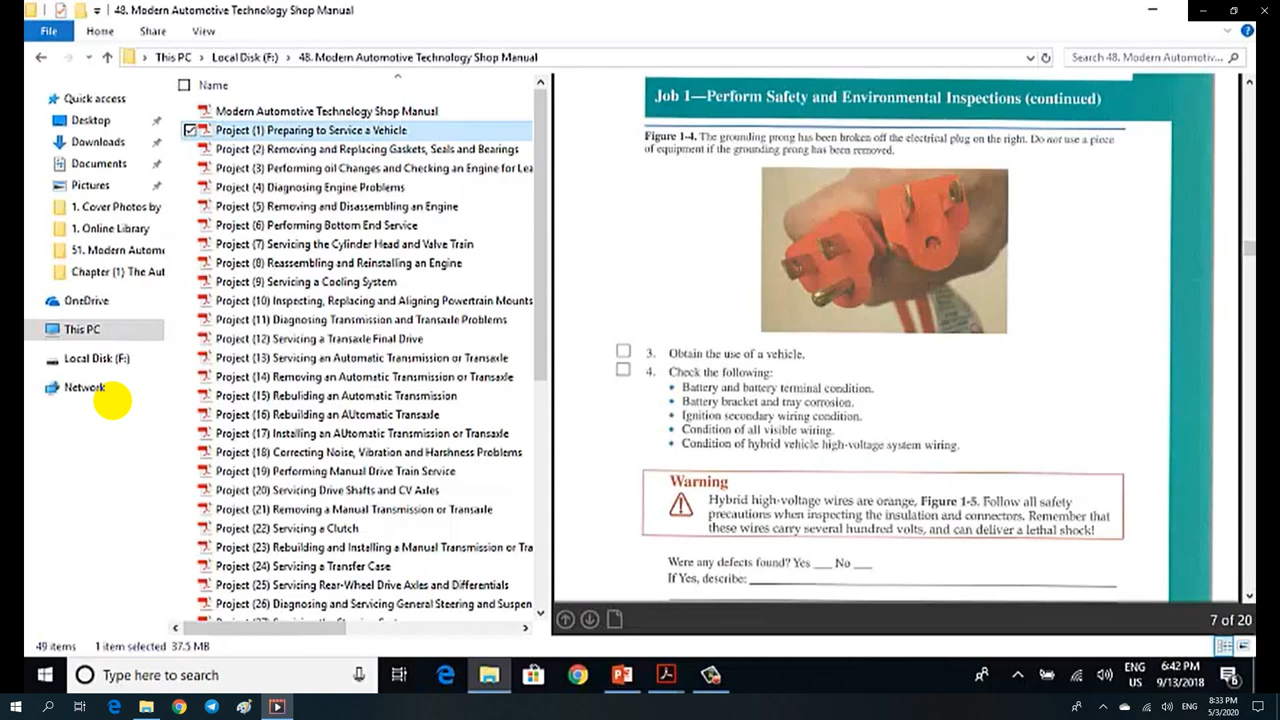 48. Modern Automotive Technology Shop Manual
File Home Share View
This PC Local Disk (F:) 48. Modern Automotive Technology Shop Manual
Search 48. Modern Automotiv...
Name
Quick access
Desktop
Downloads
Documents
Pictures
1. Cover Photos by
1. Online Library
51. Modern Autome
Chapter (1) The Aut
OneDrive
This PC
Local Disk (F:)
Network
Modern Automotive Technology Shop Manual
Project (1) Preparing to Service a Vehicle
Project (2) Removing and Replacing Gaskets, Seals and Bearings
Project (3) Performing oil Changes and Checking an Engine for Lea
Project (4) Diagnosing Engine Problems
Project (5) Removing and Disassembling an Engine
Project (6) Performing Bottom End Service
Project (7) Servicing the Cylinder Head and Valve Train
Project (8) Reassembling and Reinstalling an Engine
Project (9) Servicing a Cooling System
Project (10) Inspecting, Replacing and Aligning Powertrain Mounts
Project (11) Diagnosing Transmission and Transaxle Problems
Project (12) Servicing a Transaxle Final Drive
Project (13) Servicing an Automatic Transmission or Transaxle
Project (14) Removing an Automatic Transmission or Transaxle
Project (15) Rebuilding an Automatic Transmission
Project (16) Rebuilding an AUtomatic Transaxle
Project (17) Installing an AUtomatic Transmission or Transaxle
Project (18) Correcting Noise, Vibration and Harshness Problems
Project (19) Performing Manual Drive Train Service
Project (20) Servicing Drive Shafts and CV Axles
Project (21) Removing a Manual Transmission or Transaxle
Project (22) Servicing a Clutch
Project (23) Rebuilding and Installing a Manual Transmission or Tra
Project (24) Servicing a Transfer Case
Project (25) Servicing Rear-Wheel Drive Axles and Differentials
Project (26) Diagnosing and Servicing General Steering and Suspen
Job 1—Perform Safety and Environmental Inspections (continued)
Figure 1-4. The grounding prong has been broken off the electrical plug on the right. Do not use a piece
of equipment if the grounding prong has been removed.
3. Obtain the use of a vehicle.
4. Check the following:
• Battery and battery terminal condition.
• Battery bracket and tray corrosion.
• Ignition secondary wiring condition.
• Condition of all visible wiring.
• Condition of hybrid vehicle high-voltage system wiring.
Warning
Hybrid high-voltage wires are orange, Figure 1-5. Follow all safety
precautions when inspecting the insulation and connectors. Remember that
these wires carry several hundred volts, and can deliver a lethal shock!
Were any defects found? Yes ___ No ___
If Yes, describe:
7 of 20
49 items 1 item selected 37.5 MB
Type here to search
ENG
US
6:42 PM
9/13/2018
ENG
8:33 PM
5/3/2020